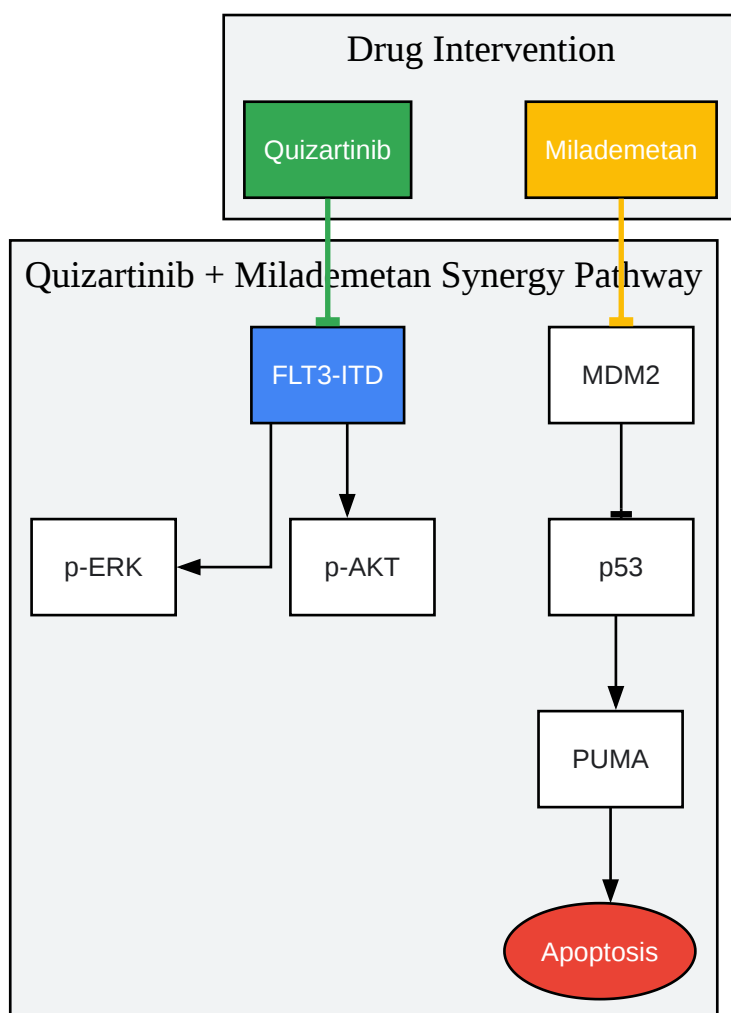 Drug Intervention
Quizartinib
Milademetan
Quizartinib + Milademetan Synergy Pathway
FLT3-ITD
MDM2
p-ERK
p-AKT
p53
PUMA
Apoptosis